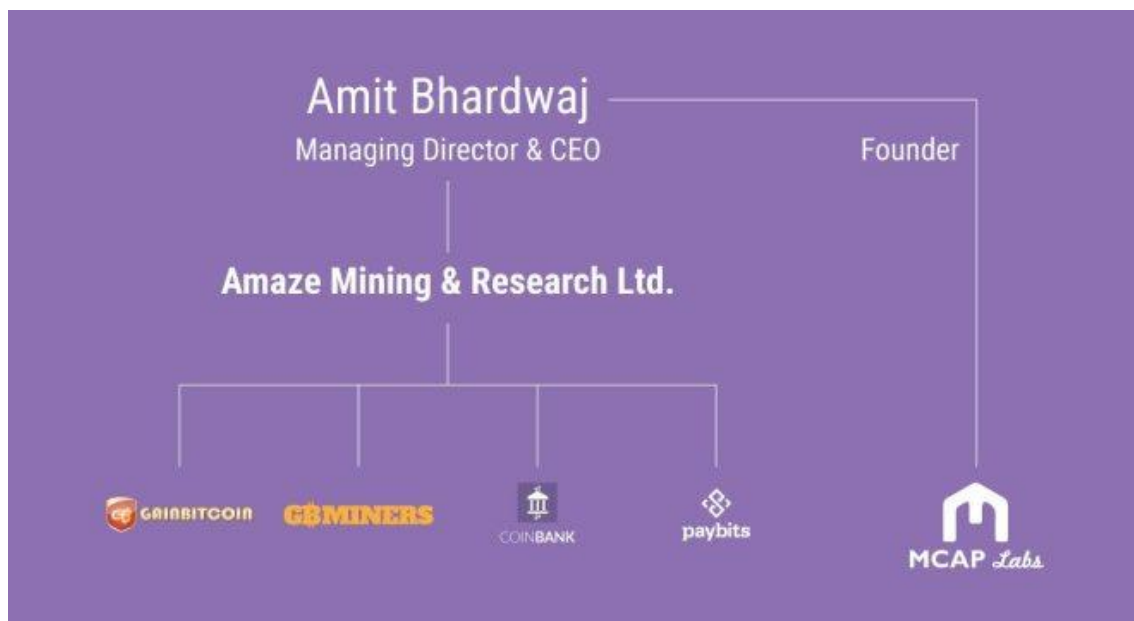 Amit Bhardwaj
Managing Director & CEO
Founder
Amaze Mining & Research Ltd.
GAINBITCOIN
GBMINERS
COINBANK
paybits
MCAP Labs